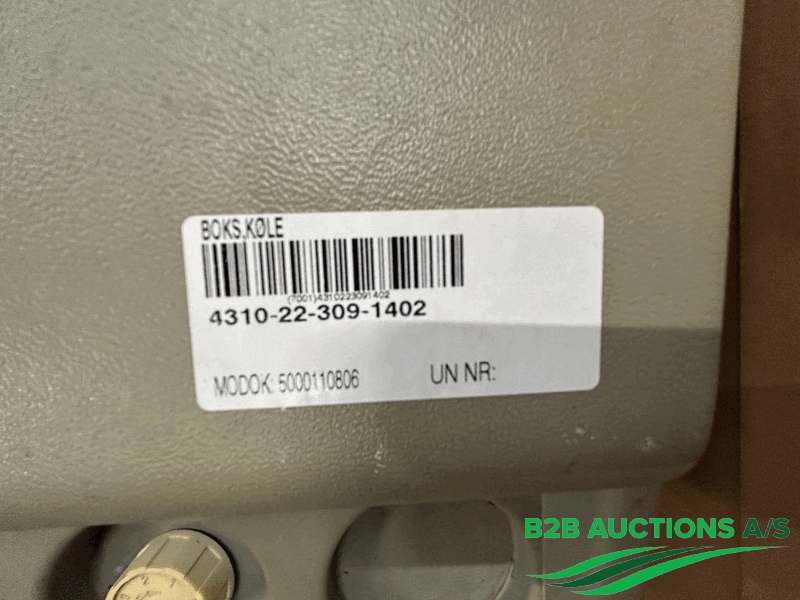 BOKS,KØLE
(7001)4310223091402
4310-22-309-1402
MODOK: 5000110806 UN NR:
B2B AUCTIONS A/S